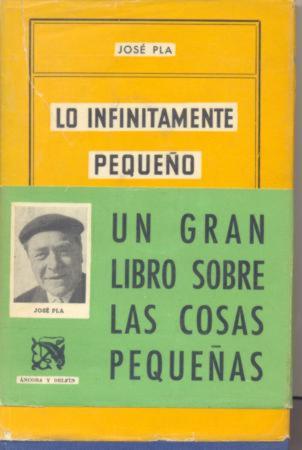 JOSÉ PLA
LO INFINITAMENTE
PEQUEÑO
UN GRAN
LIBRO SOBRE
LAS COSAS
PEQUEÑAS
JOSÉ PLA
ÁNCORA Y DELFÍN